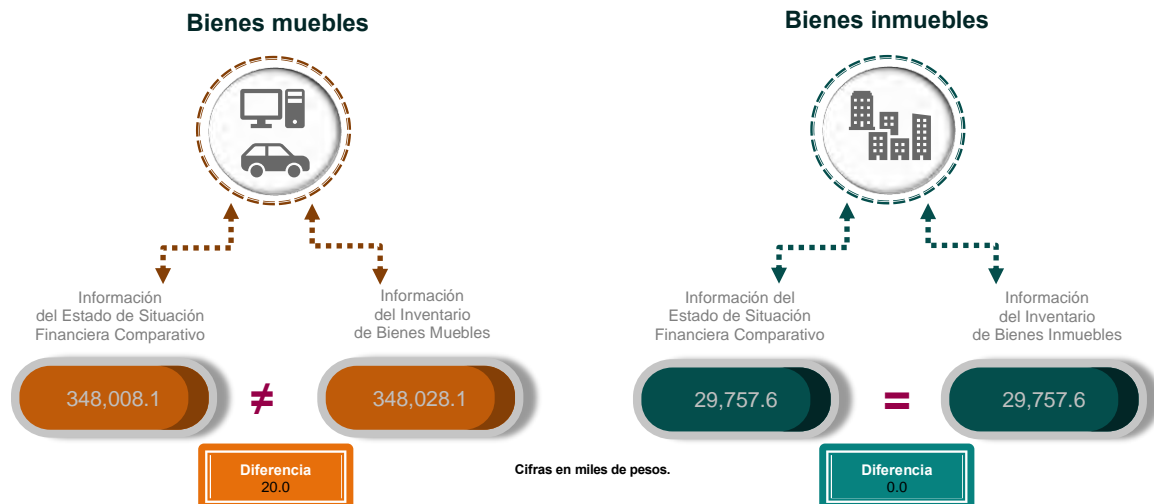 Bienes muebles
Información
del Estado de Situación
Financiera Comparativo
Información
del Inventario
de Bienes Muebles
348,008.1
≠
348,028.1
Diferencia
20.0
Cifras en miles de pesos.
Bienes inmuebles
Información del
Estado de Situación
Financiera Comparativo
Información
del Inventario
de Bienes Inmuebles
29,757.6
=
29,757.6
Diferencia
0.0